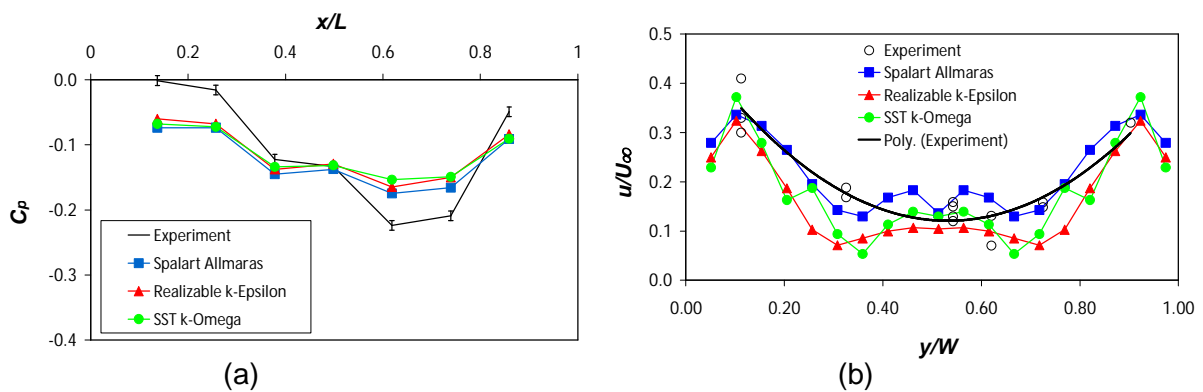 x/L
0 0.2 0.4 0.6 0.8 1
0.0
-0.1
-0.2
-0.3
-0.4
Cp
Experiment
Spalart Allmaras
Realizable k-Epsilon
SST k-Omega
(a)
0.5
0.4
0.3
0.2
0.1
0.0
u/U∞
Experiment
Spalart Allmaras
Realizable k-Epsilon
SST k-Omega
Poly. (Experiment)
0.00 0.20 0.40 0.60 0.80 1.00
y/W
(b)